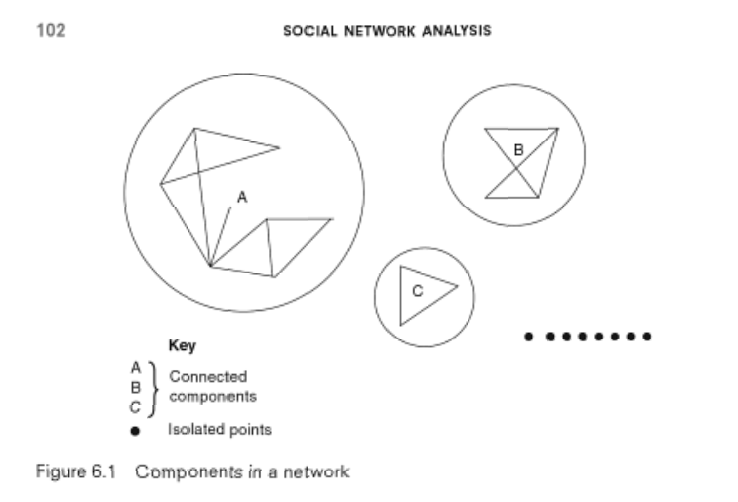 102
SOCIAL NETWORK ANALYSIS
A
B
C
Key
A
B
C
Connected
components
Isolated points
Figure 6.1 Components in a network